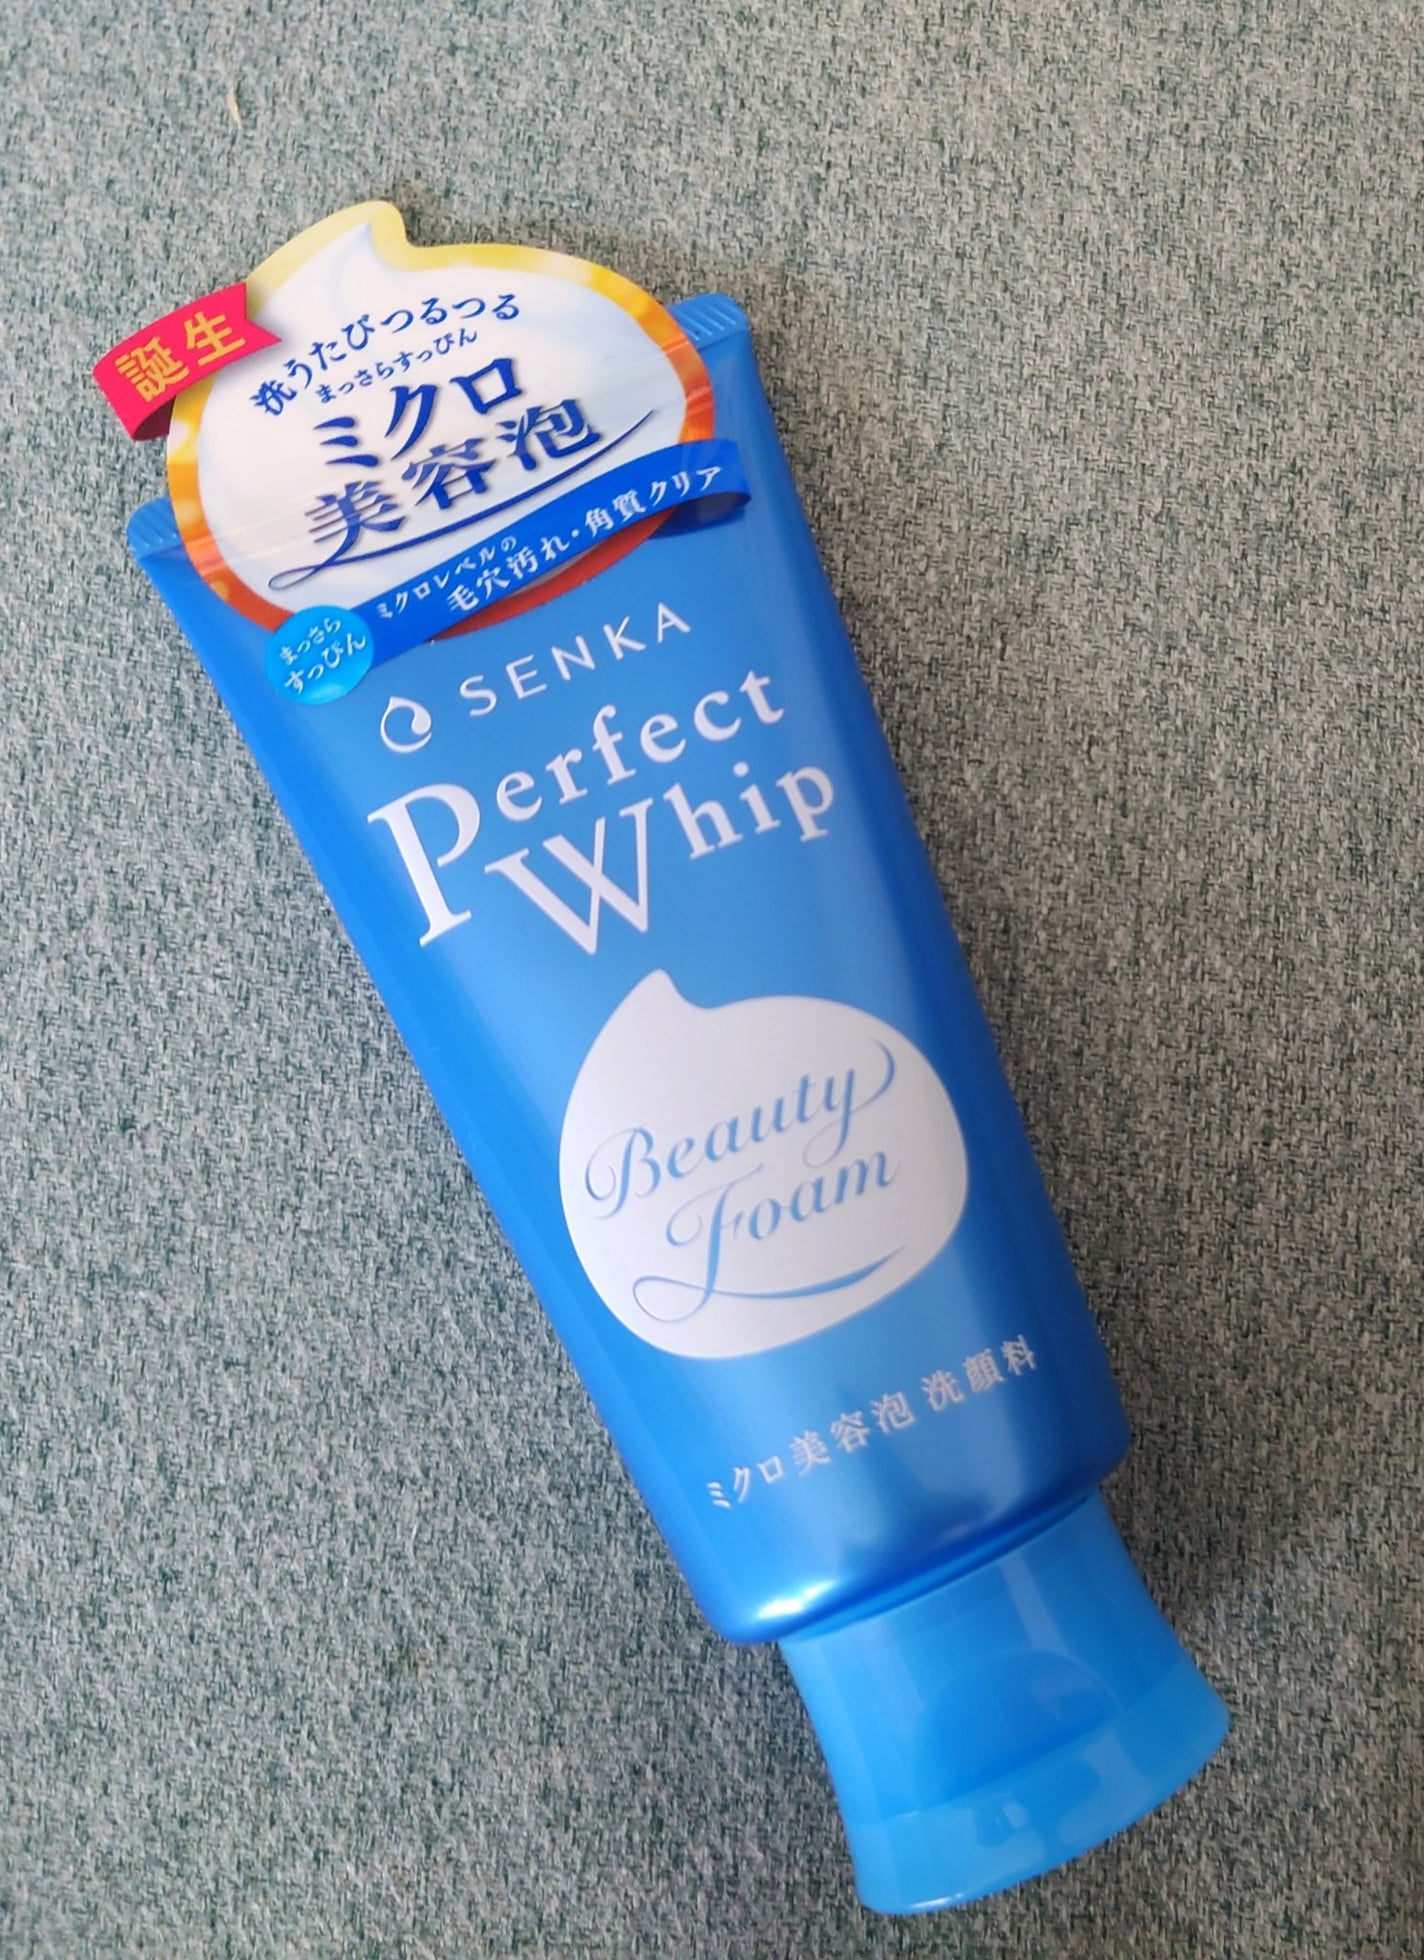 誕生
洗うたびつるつる
まっさらすっぴん
ミクロ
美容泡
ミクロレベルの
毛穴汚れ・角質クリア
まっさら
すっぴん
SENKA
Perfect
Whip
Beauty
Foam
ミクロ美容泡 洗顔料